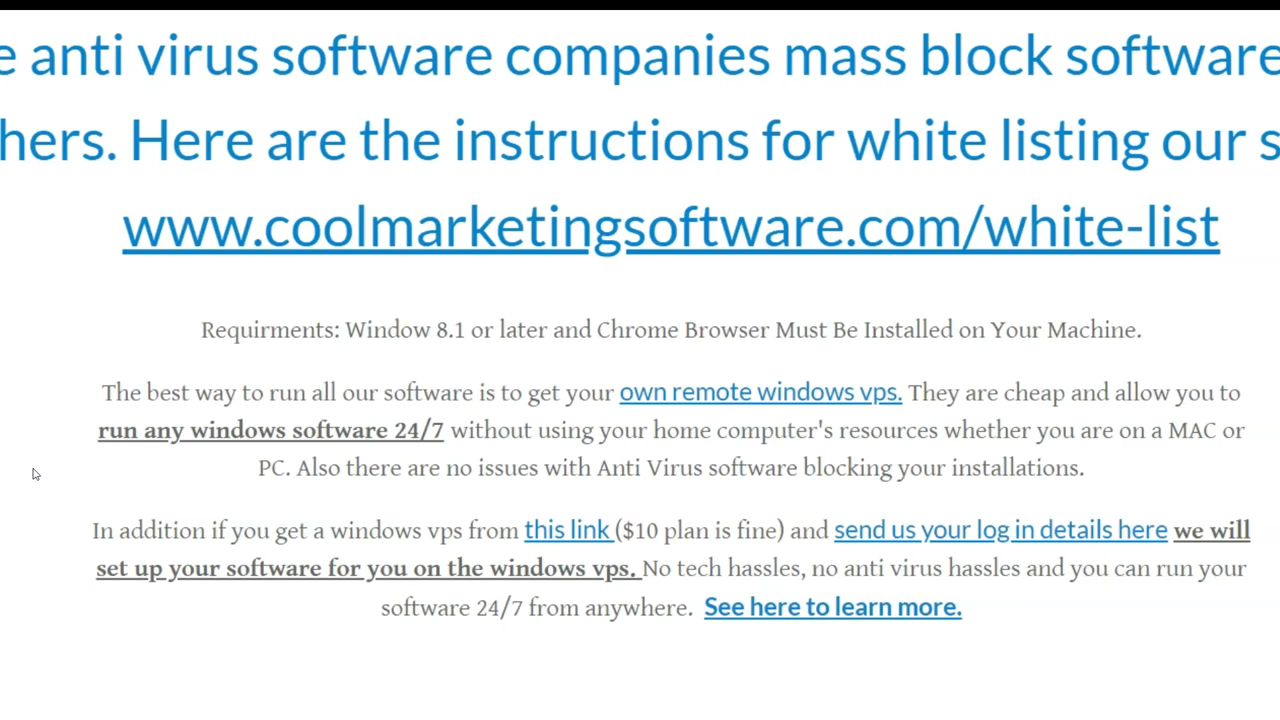 anti virus software companies mass block software
hers. Here are the instructions for white listing our
www.coolmarketingsoftware.com/white-list
Requirments: Window 8.1 or later and Chrome Browser Must Be Installed on Your Machine.
The best way to run all our software is to get your own remote windows vps. They are cheap and allow you to
run any windows software 24/7 without using your home computer's resources whether you are on a MAC or
PC. Also there are no issues with Anti Virus software blocking your installations.
In addition if you get a windows vps from this link ($10 plan is fine) and send us your log in details here we will
set up your software for you on the windows vps. No tech hassles, no anti virus hassles and you can run your
software 24/7 from anywhere. See here to learn more.